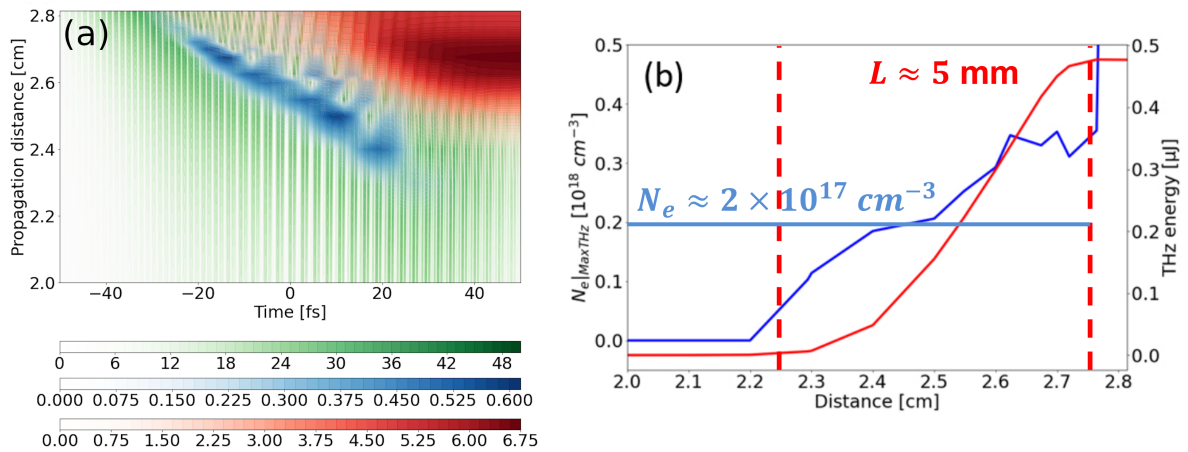 (a)
Propagation distance [cm]
2.8
2.6
2.4
2.2
2.0
−40 −20 0 20 40
Time [fs]
0 6 12 18 24 30 36 42 48
0.000 0.075 0.150 0.225 0.300 0.375 0.450 0.525 0.600
0.00 0.75 1.50 2.25 3.00 3.75 4.50 5.25 6.00 6.75
(b)
L ≈ 5 mm
N_e ≈ 2 × 10^17 cm^−3
N_e|_MaxTHz [10^18 cm^−3]
0.5
0.4
0.3
0.2
0.1
0.0
2.0 2.1 2.2 2.3 2.4 2.5 2.6 2.7 2.8
Distance [cm]
0.5
0.4
0.3
0.2
0.1
0.0
THz energy [μJ]